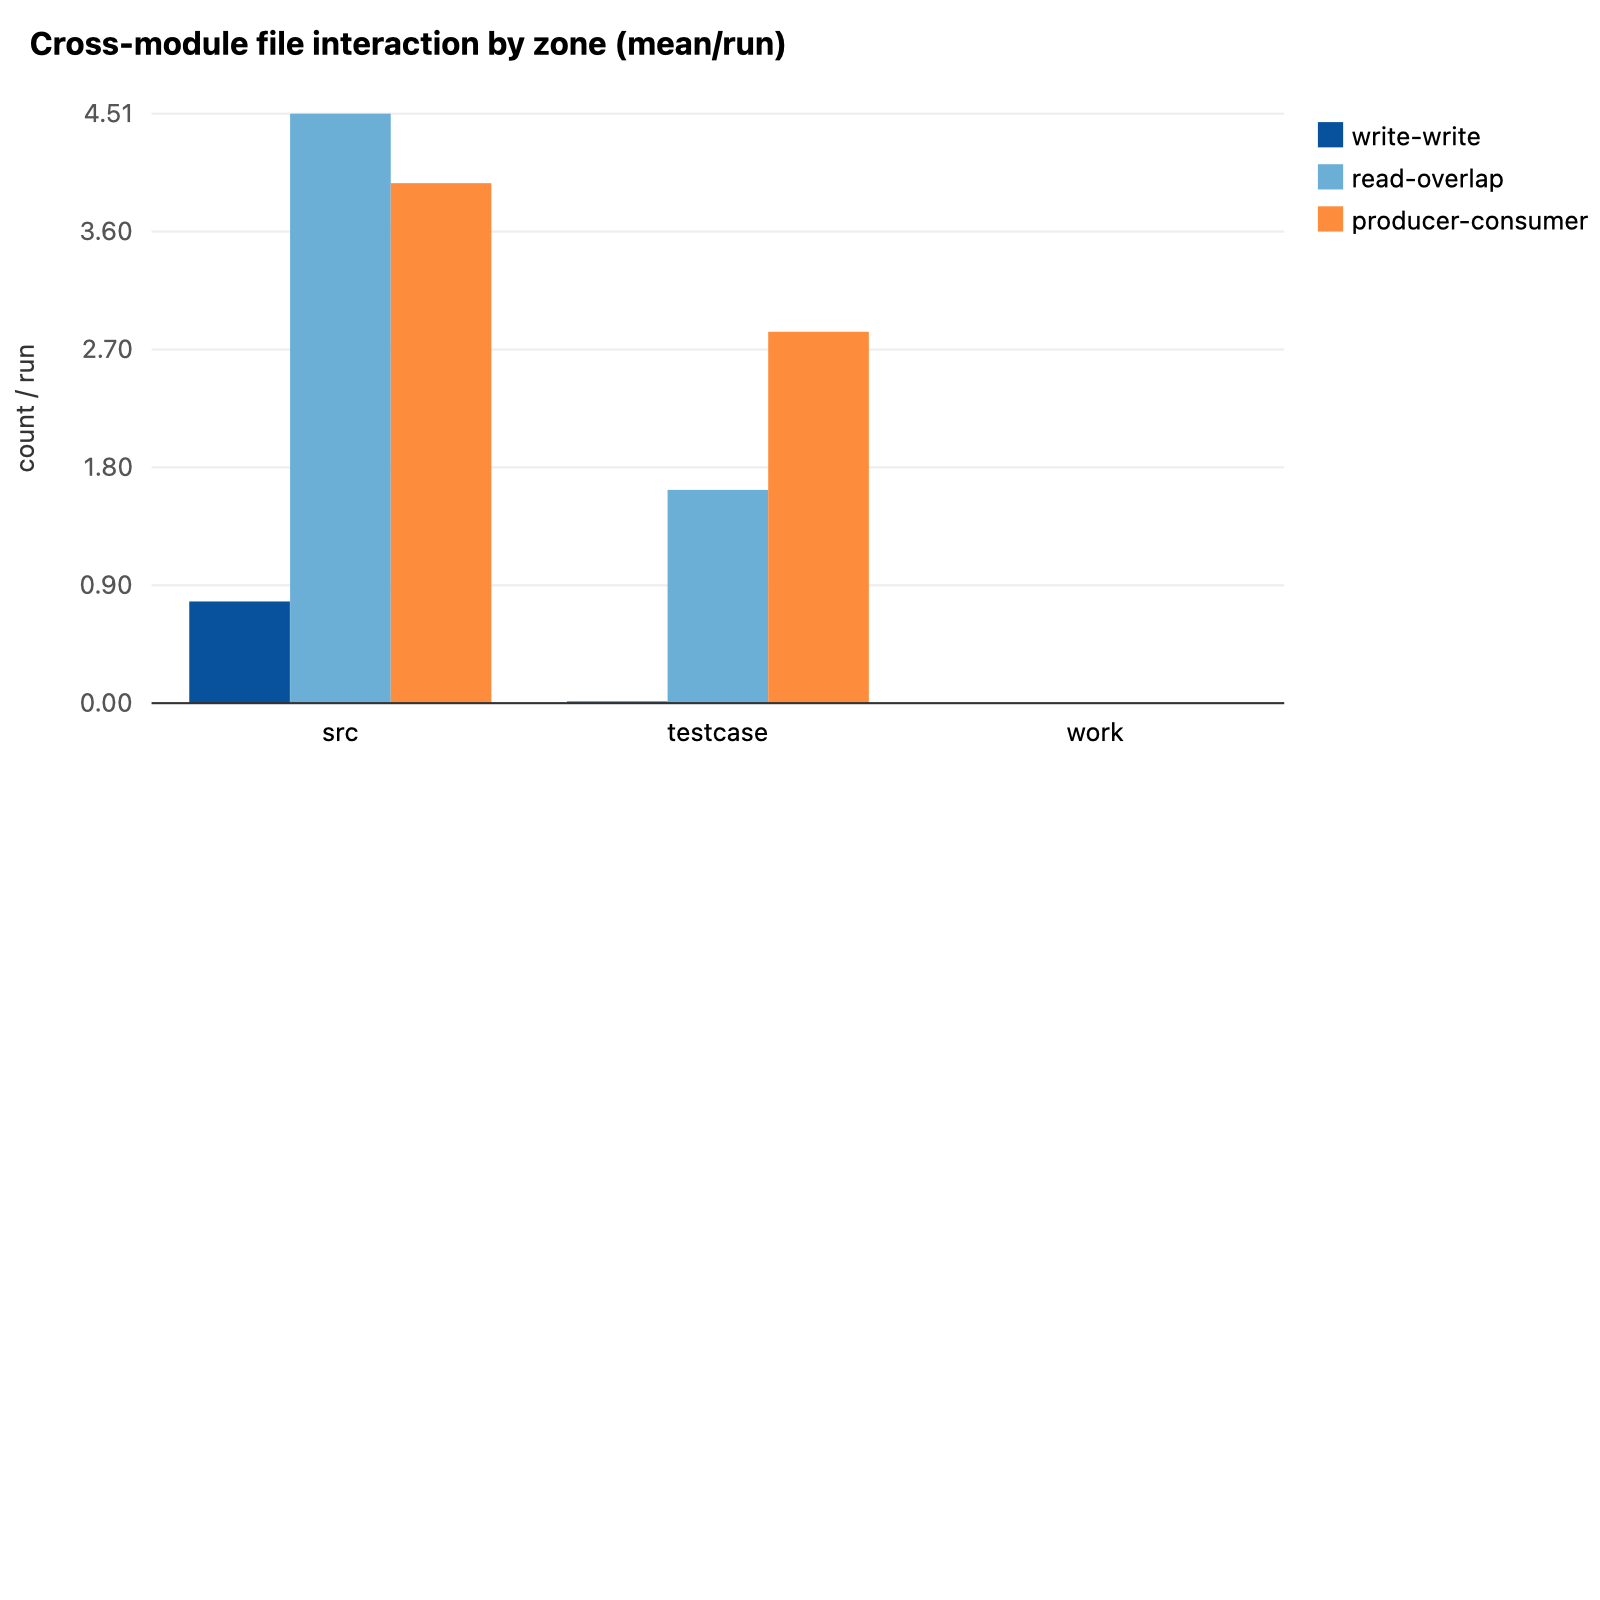 Cross-module file interaction by zone (mean/run)
4.51
3.60
2.70
1.80
0.90
0.00
count / run
src
testcase
work
write-write
read-overlap
producer-consumer